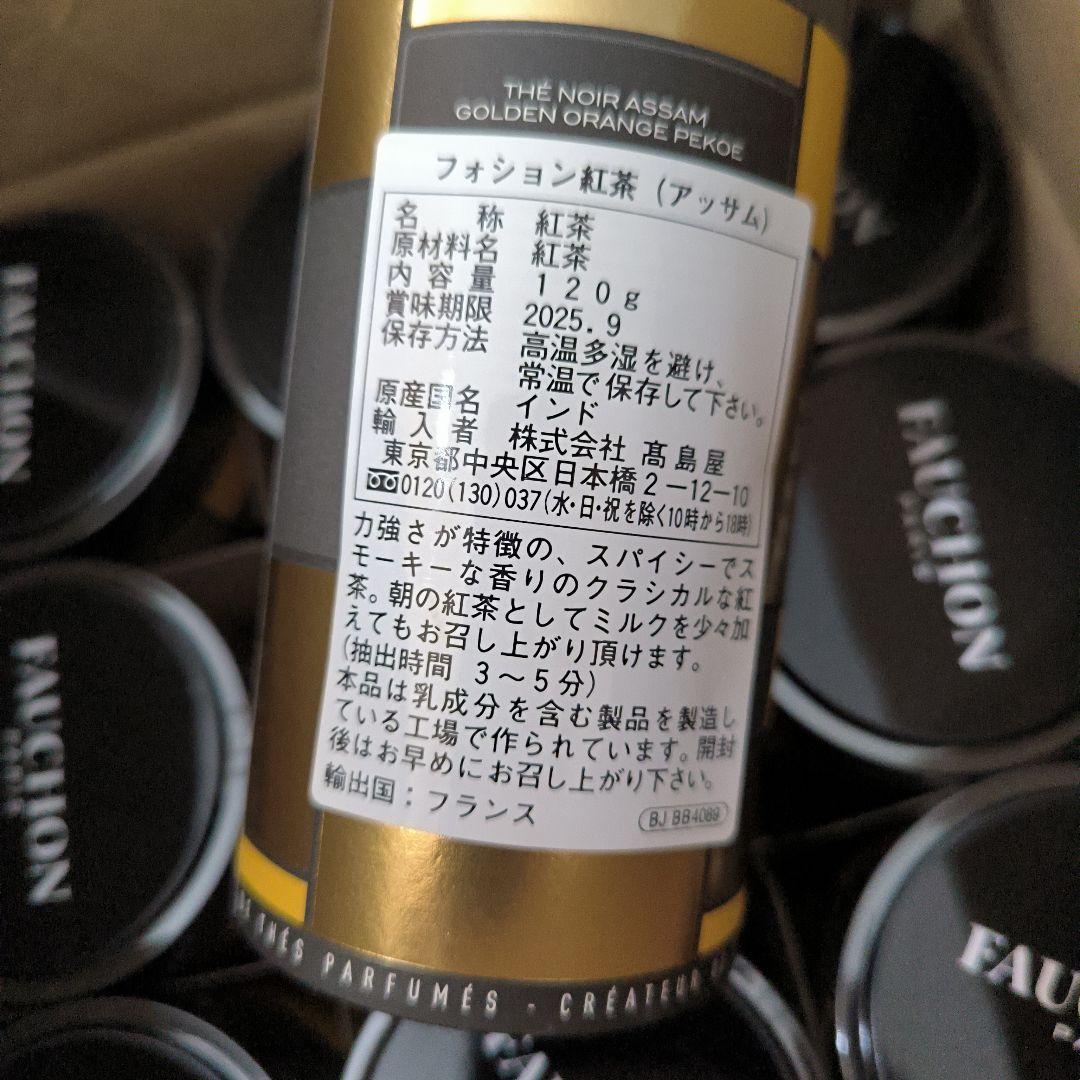 THÉ NOIR ASSAM
GOLDEN ORANGE PEKOE
フォション紅茶 (アッサム)
名称 紅茶
原材料名 紅茶
内容量 120g
賞味期限 2025.9
保存方法 高温多湿を避け、
常温で保存して下さい。
原産国名 インド
輸入者 株式会社 髙島屋
東京都中央区日本橋2-12-10
0120(130)037(水・日・祝を除く10時から18時)
力強さが特徴の、スパイシーでス
モーキーな香りのクラシカルな紅
茶。朝の紅茶としてミルクを少々加
えてもお召し上がり頂けます。
(抽出時間 3〜5分)
本品は乳成分を含む製品を製造し
ている工場で作られています。開封
後はお早めにお召し上がり下さい。
輸出国:フランス
BJ BB4089
THÉS PARFUMÉS - CRÉATEUR
FAUCHON
FAUCHON
FAUCHON